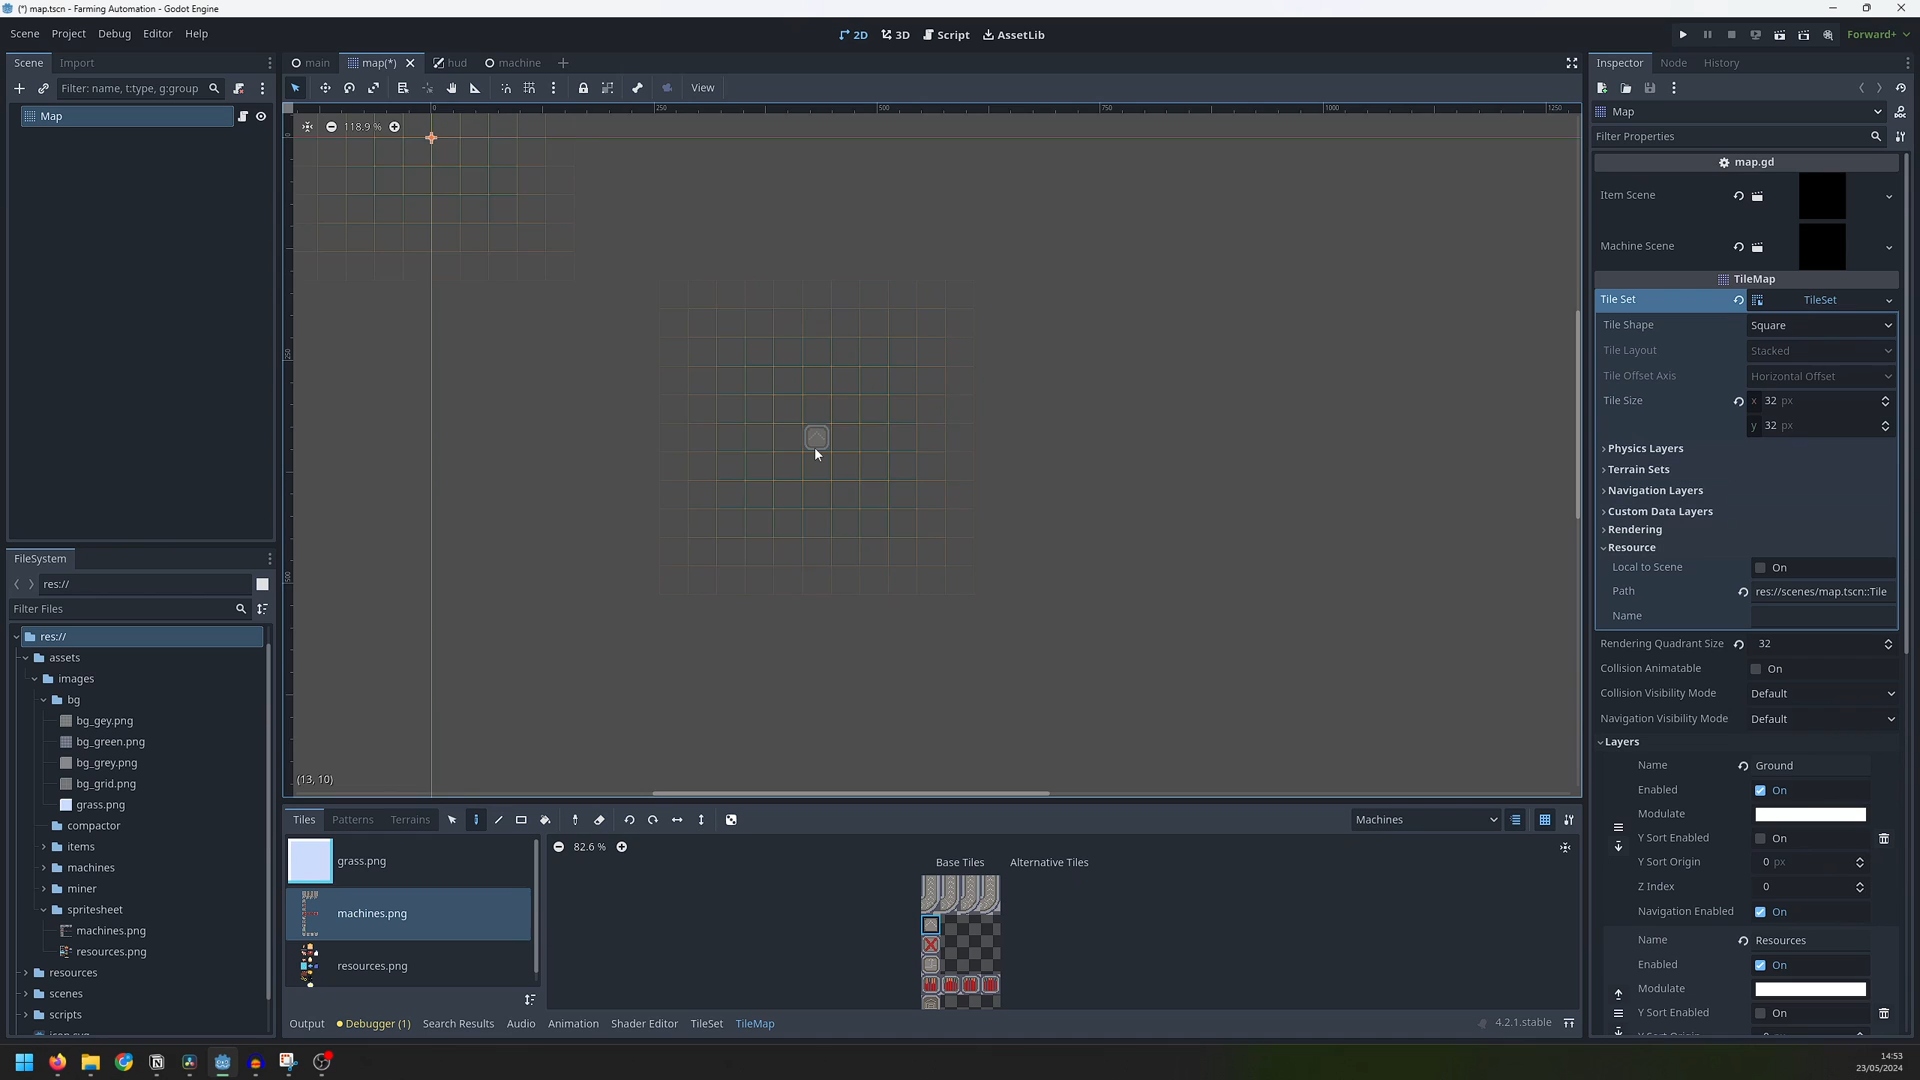 (*) map.tscn - Farming Automation - Godot Engine
Scene Project Debug Editor Help
2D 3D Script AssetLib
Forward+
Scene Import
main map(*) hud machine
Inspector Node History
Filter: name, t:type, g:group
View
Map
Map
Filter Properties
118.9 %
0 250 500 750 1000 1250
map.gd
Item Scene
Machine Scene
TileMap
Tile Set TileSet
Tile Shape Square
Tile Layout Stacked
Tile Offset Axis Horizontal Offset
Tile Size x 32 px
y 32 px
Physics Layers
Terrain Sets
Navigation Layers
Custom Data Layers
Rendering
Resource
Local to Scene On
Path res://scenes/map.tscn::Tile
Name
Rendering Quadrant Size 32
Collision Animatable On
Collision Visibility Mode Default
Navigation Visibility Mode Default
Layers
Name Ground
Enabled On
Modulate
Y Sort Enabled On
Y Sort Origin 0 px
Z Index 0
Navigation Enabled On
Name Resources
Enabled On
Modulate
Y Sort Enabled On
FileSystem
res://
Filter Files
res://
assets
images
bg
bg_gey.png
bg_green.png
bg_grey.png
bg_grid.png
grass.png
compactor
items
machines
miner
spritesheet
machines.png
resources.png
resources
scenes
scripts
(13, 10)
Tiles Patterns Terrains
Machines
grass.png
machines.png
resources.png
82.6 %
Base Tiles Alternative Tiles
Output Debugger (1) Search Results Audio Animation Shader Editor TileSet TileMap
4.2.1.stable
14:53
23/05/2024